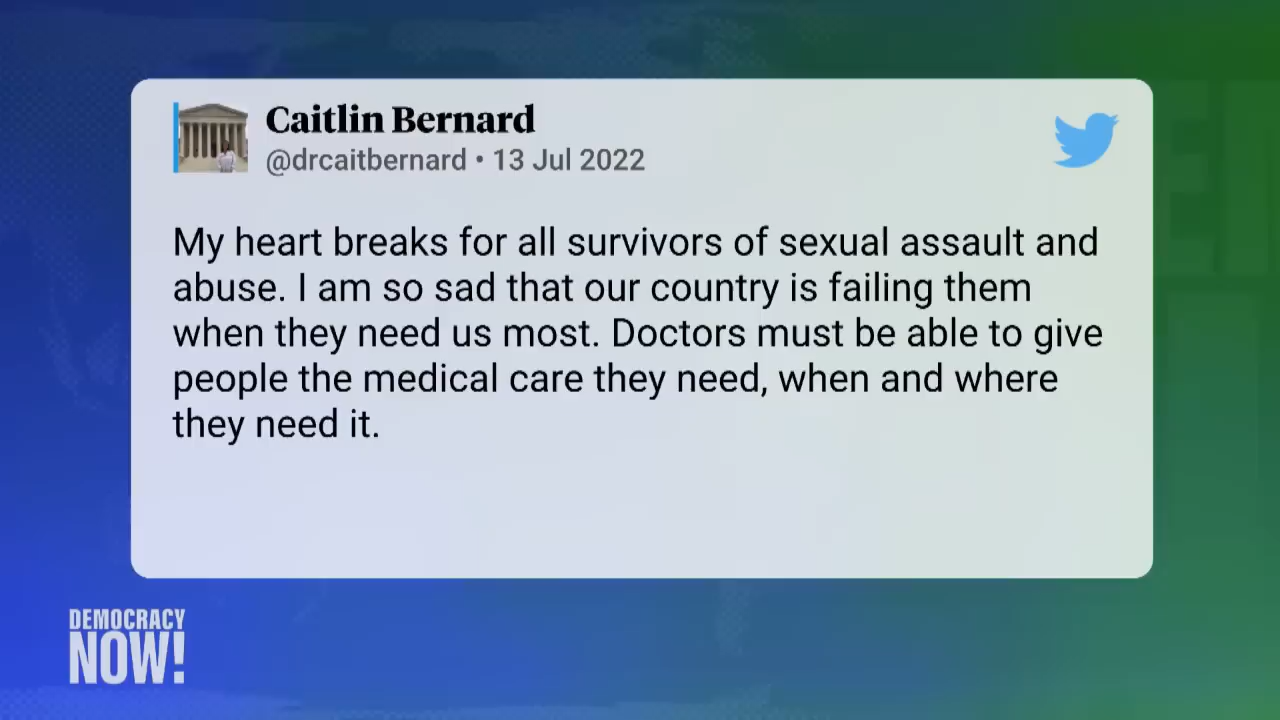 Caitlin Bernard
@drcaitbernard • 13 Jul 2022
My heart breaks for all survivors of sexual assault and
abuse. I am so sad that our country is failing them
when they need us most. Doctors must be able to give
people the medical care they need, when and where
they need it.
DEMOCRACY
NOW!